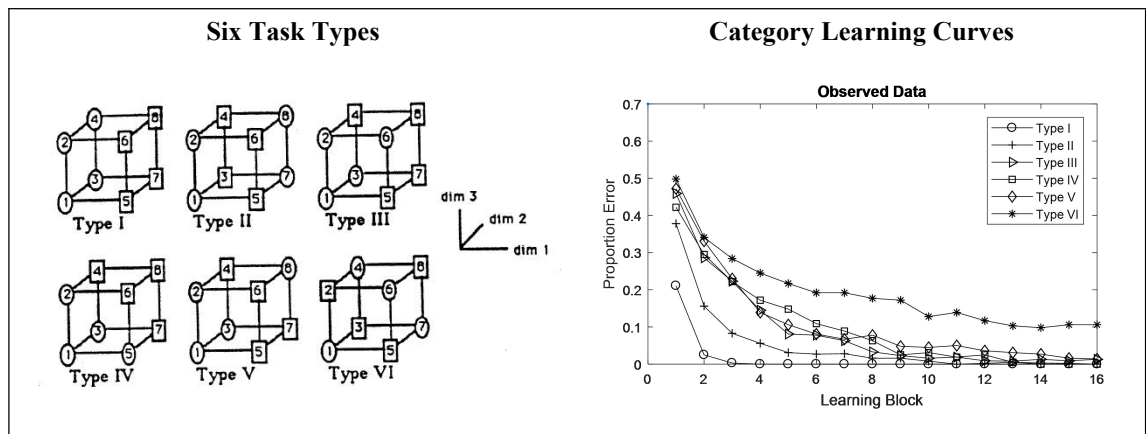 Six Task Types
4 8 4 8 4 8
2 6 2 6 2 6
3 7 3 7 3 7
1 5 1 5 1 5
Type I Type II Type III
dim 3
dim 2
dim 1
4 8 4 8 4 8
2 6 2 6 2 6
3 7 3 7 3 7
1 5 1 5 1 5
Type IV Type V Type VI
Category Learning Curves
Observed Data
0.7
0.6
0.5
0.4
0.3
0.2
0.1
0
Proportion Error
Type I
Type II
Type III
Type IV
Type V
Type VI
0 2 4 6 8 10 12 14 16
Learning Block